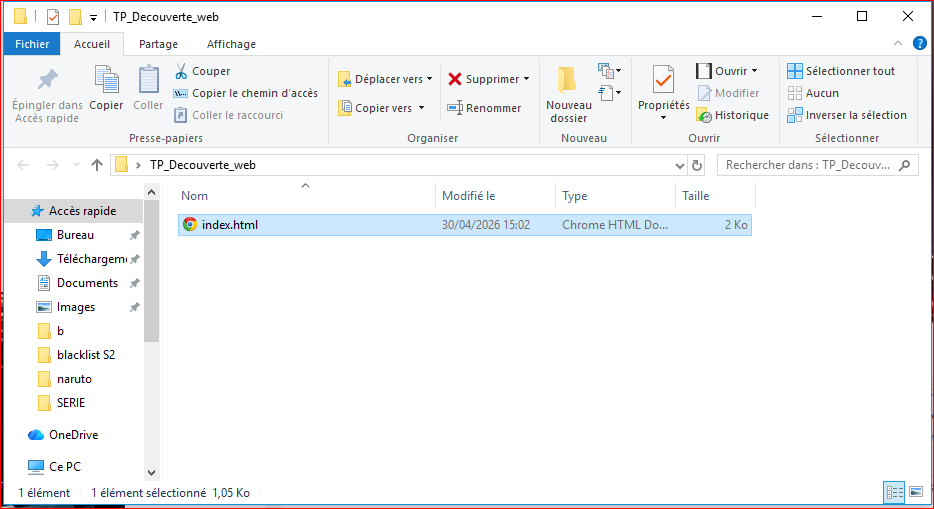 TP_Decouverte_web
Fichier Accueil Partage Affichage
Épingler dans Accès rapide
Copier
Coller
Couper
Copier le chemin d'accès
Coller le raccourci
Presse-papiers
Déplacer vers
Copier vers
Supprimer
Renommer
Organiser
Nouveau dossier
Nouveau
Propriétés
Ouvrir
Modifier
Historique
Ouvrir
Sélectionner tout
Aucun
Inverser la sélection
Sélectionner
TP_Decouverte_web
Rechercher dans : TP_Decouv...
Nom Modifié le Type Taille
index.html 30/04/2026 15:02 Chrome HTML Do... 2 Ko
Accès rapide
Bureau
Téléchargem
Documents
Images
b
blacklist S2
naruto
SERIE
OneDrive
Ce PC
1 élément 1 élément sélectionné 1,05 Ko